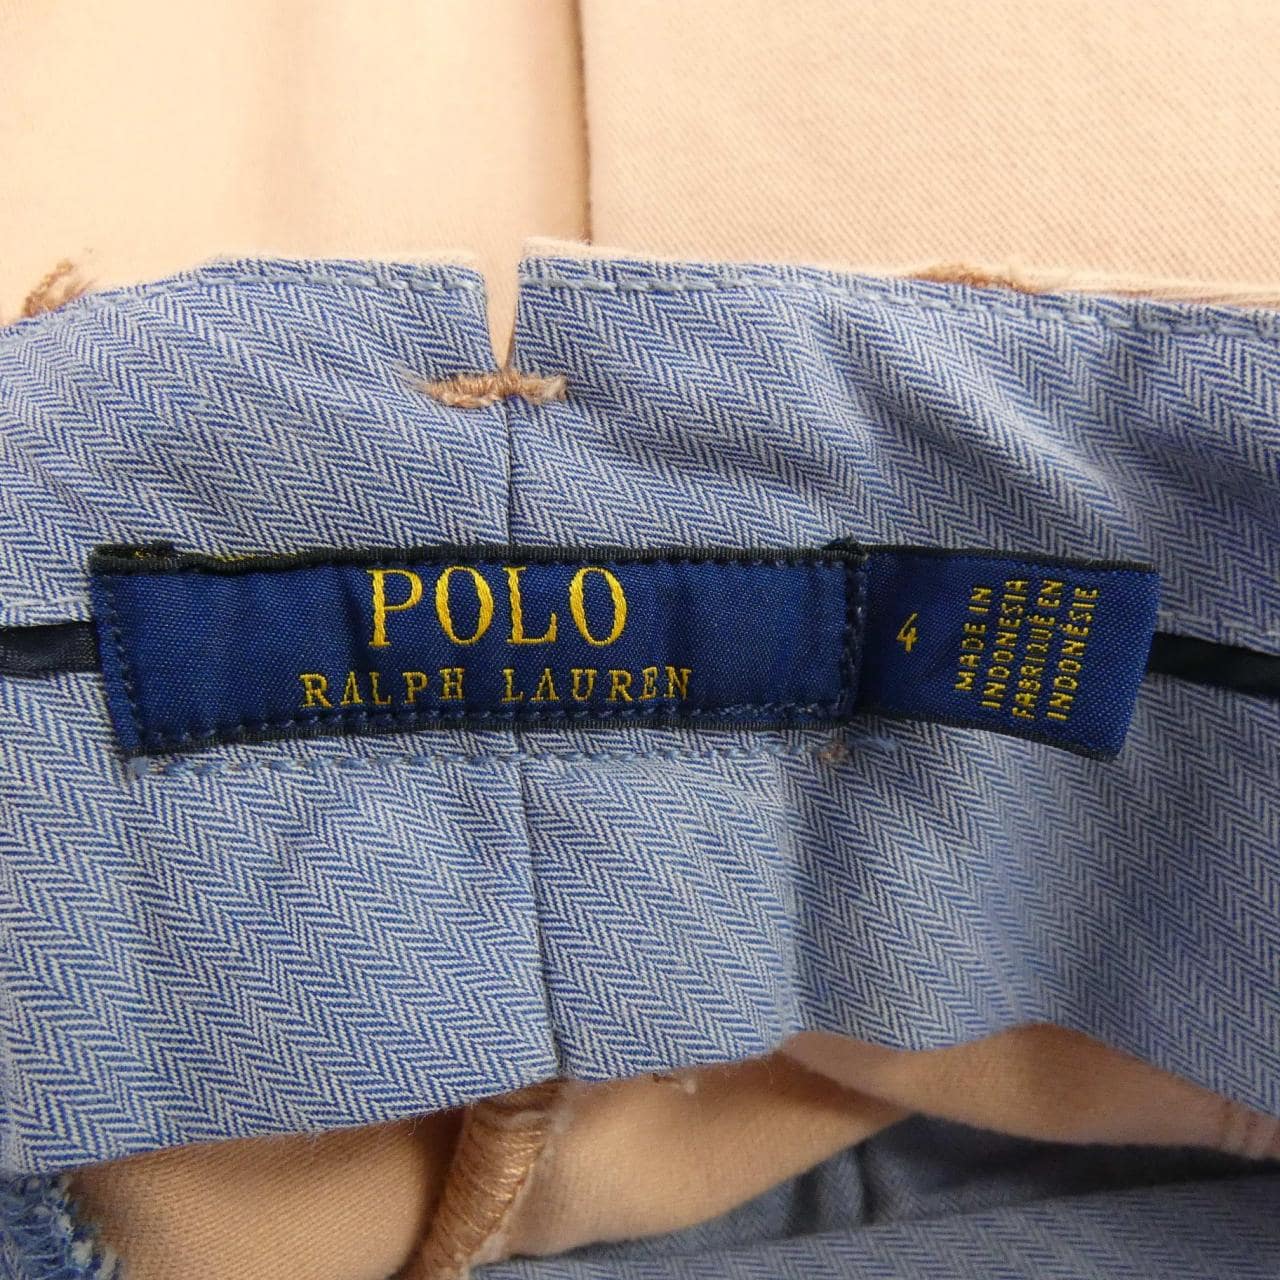 POLO
RALPH LAUREN
4
MADE IN
INDONESIA
FABRIQUÉ EN
INDONÉSIE